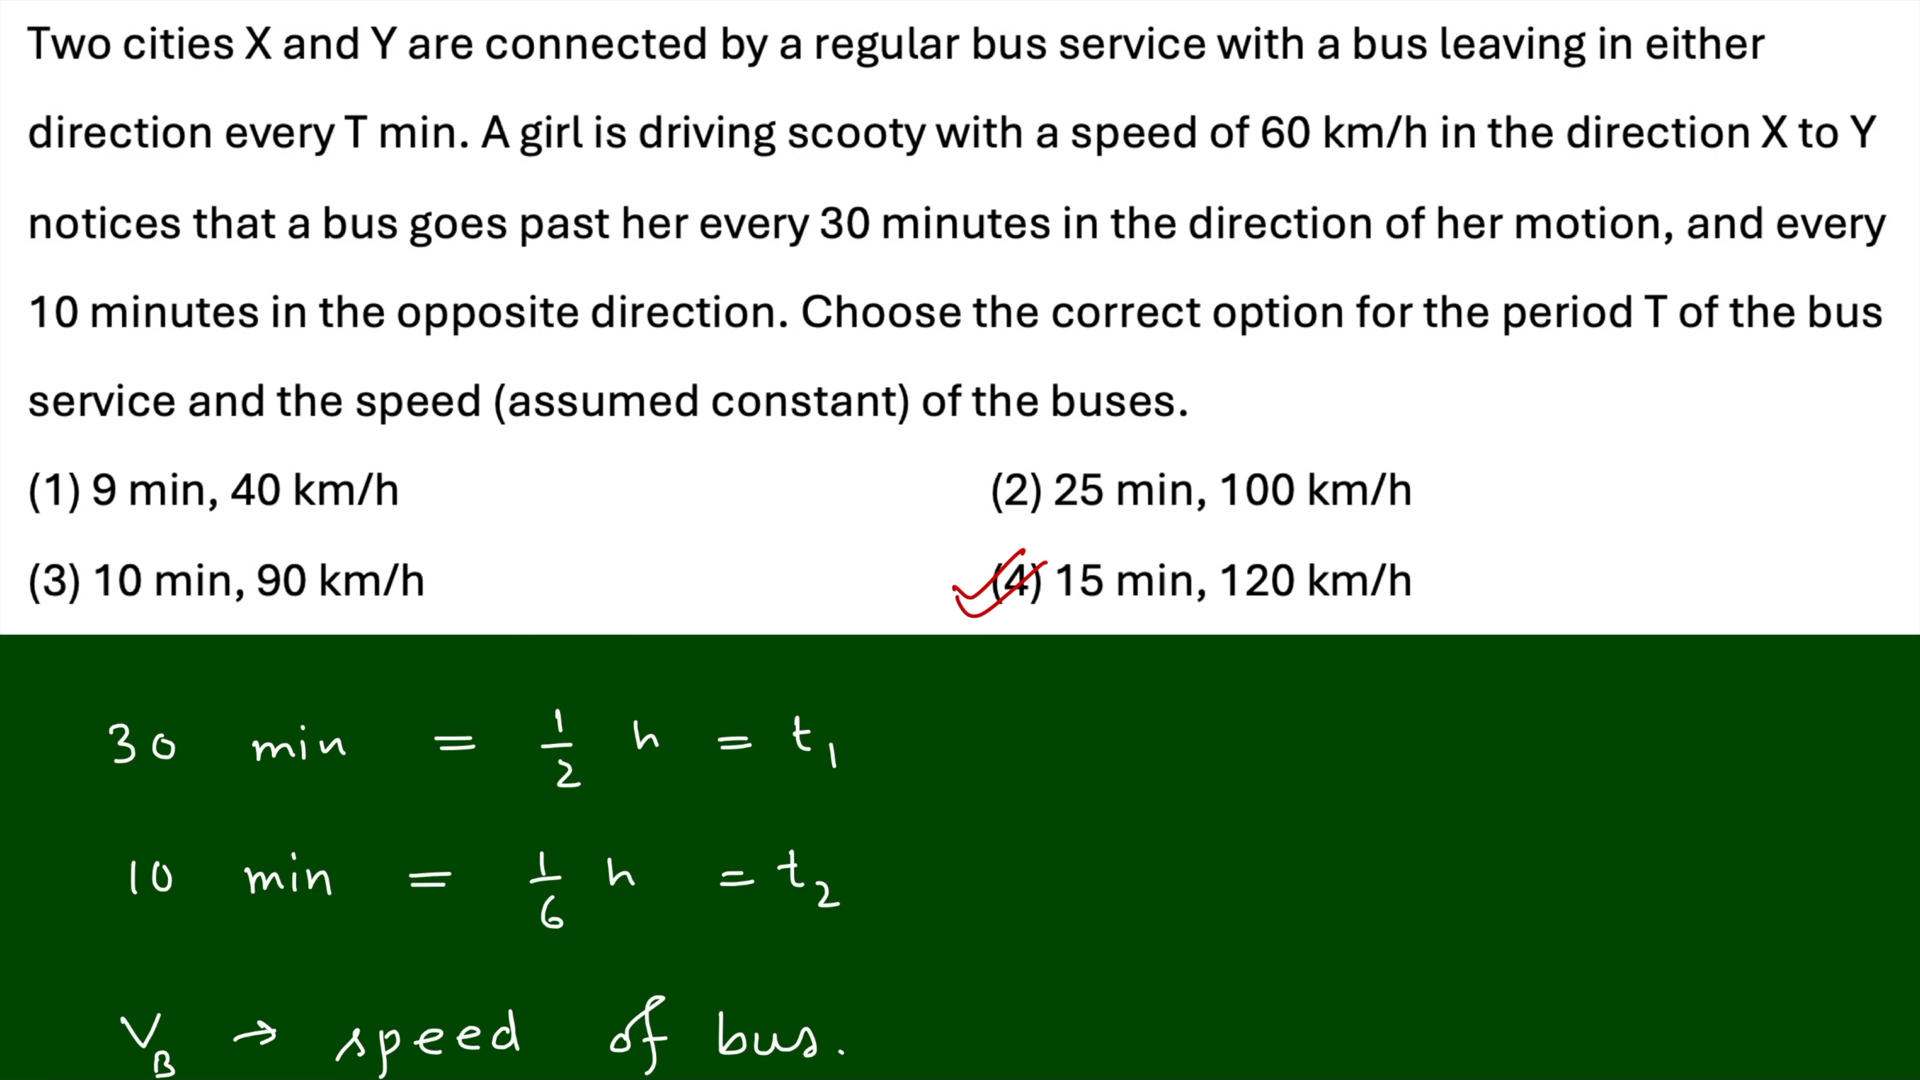 Two cities X and Y are connected by a regular bus service with a bus leaving in either
direction every T min. A girl is driving scooty with a speed of 60 km/h in the direction X to Y
notices that a bus goes past her every 30 minutes in the direction of her motion, and every
10 minutes in the opposite direction. Choose the correct option for the period T of the bus
service and the speed (assumed constant) of the buses.
(1) 9 min, 40 km/h (2) 25 min, 100 km/h
(3) 10 min, 90 km/h (4) 15 min, 120 km/h
30 min = 1/2 h = t₁
10 min = 1/6 h = t₂
V_B → speed of bus.